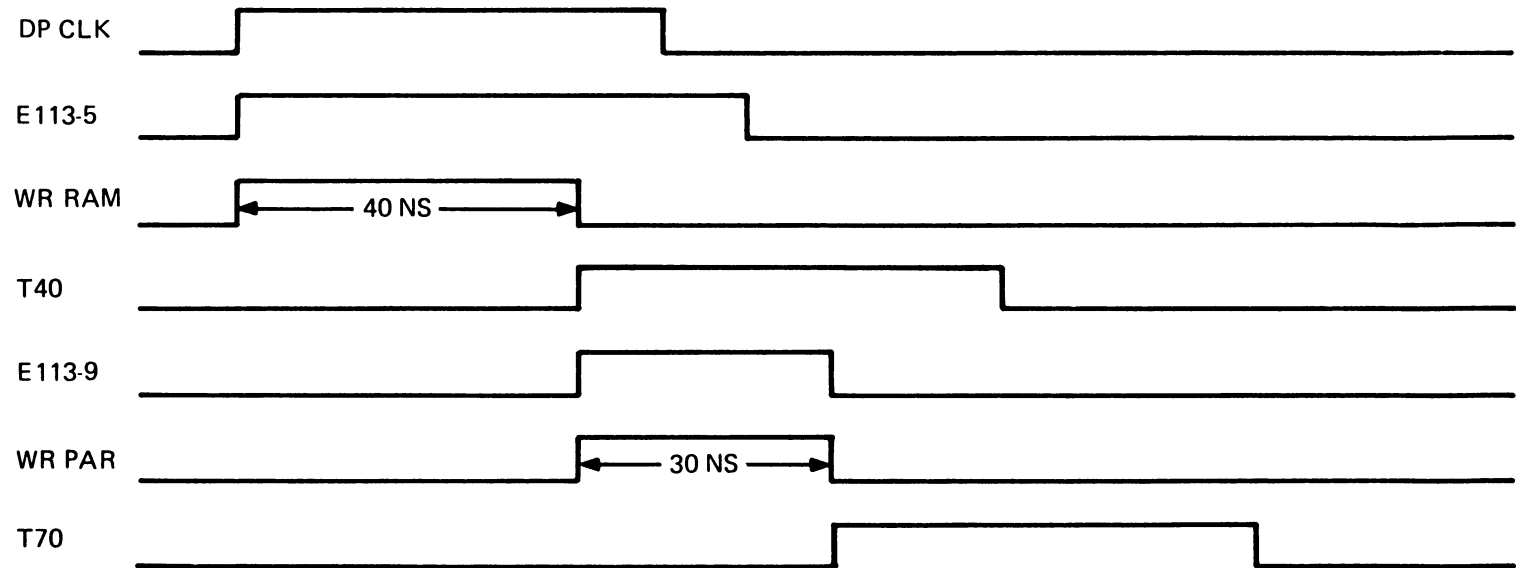 DP CLK
E113-5
WR RAM
40 NS
T40
E113-9
WR PAR
30 NS
T70